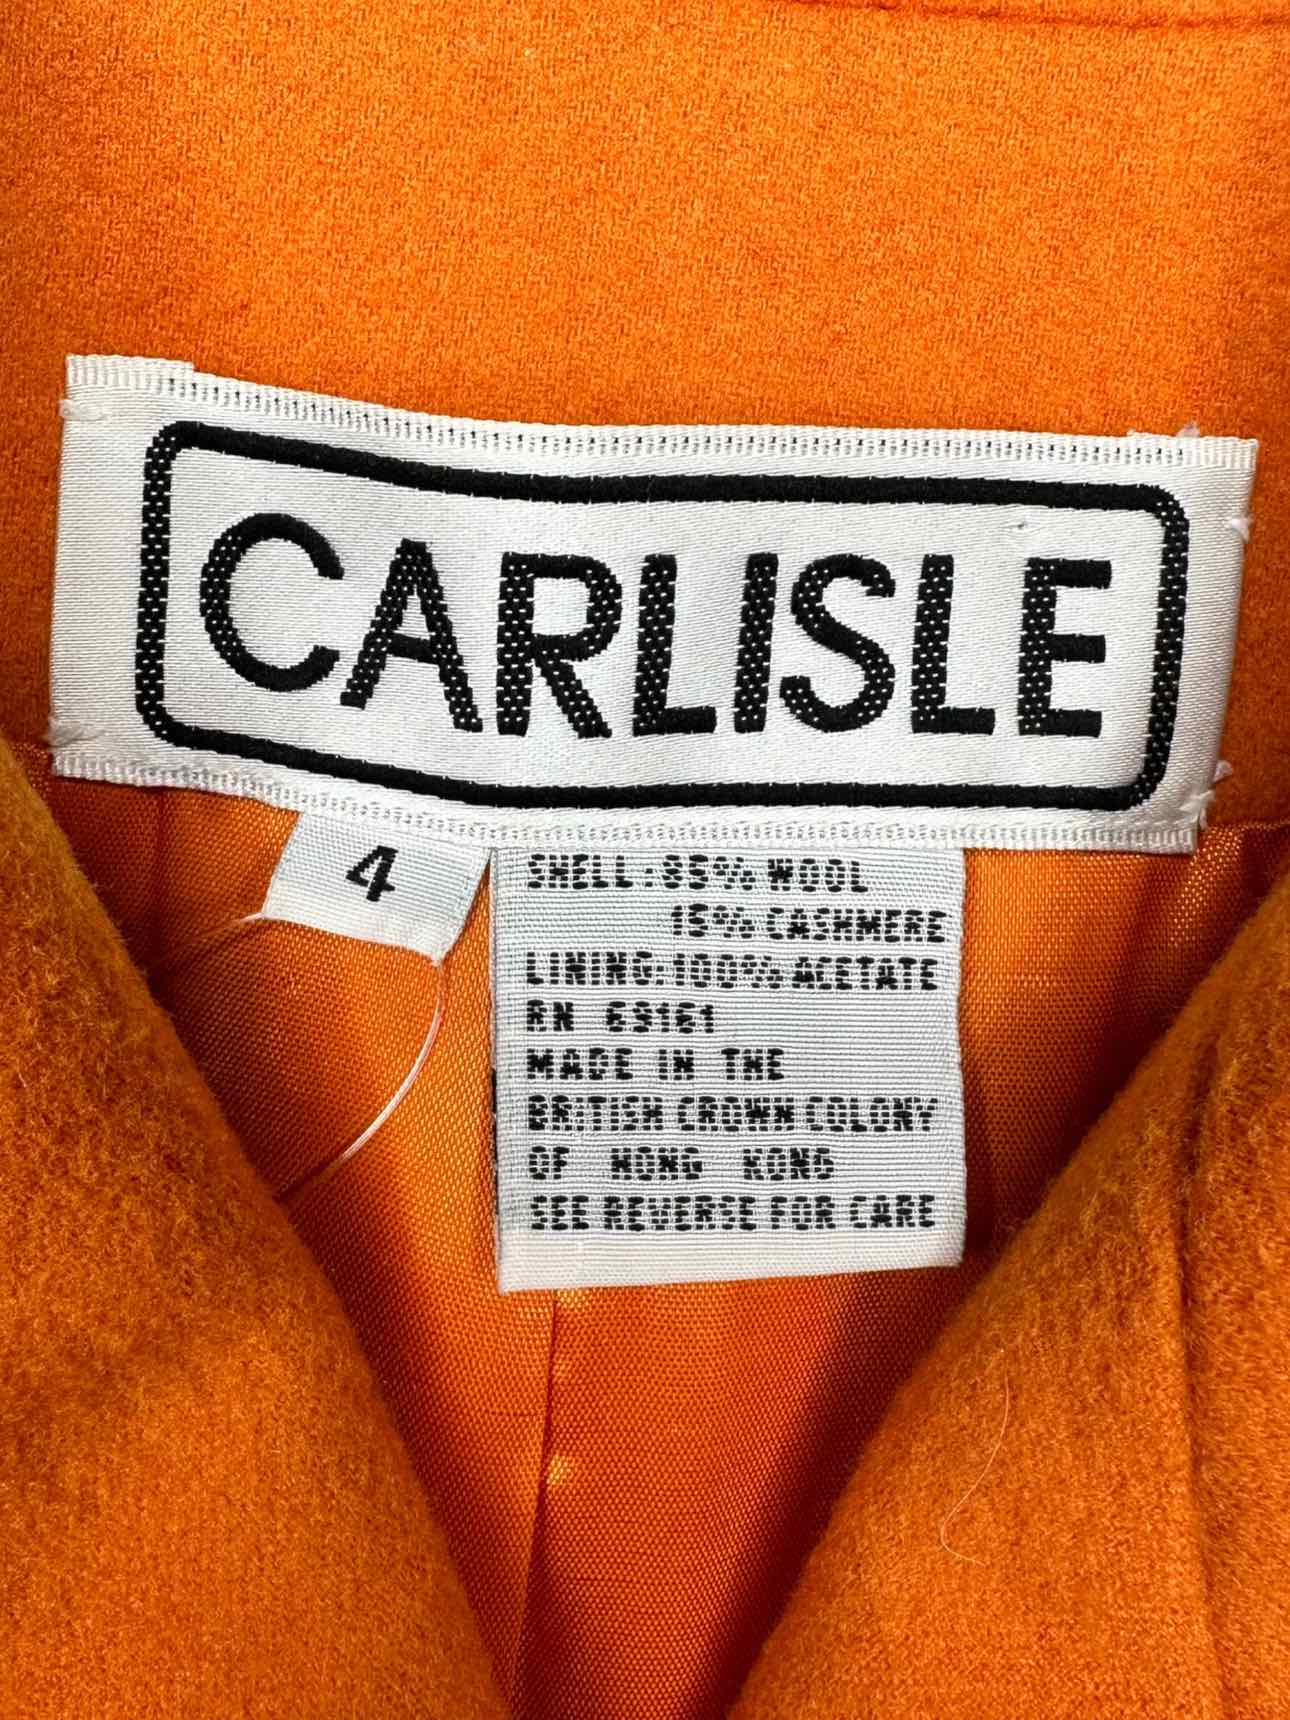 CARLISLE
4
SHELL: 85% WOOL
15% CASHMERE
LINING: 100% ACETATE
RN 69161
MADE IN THE
BRITISH CROWN COLONY
OF HONG KONG
SEE REVERSE FOR CARE